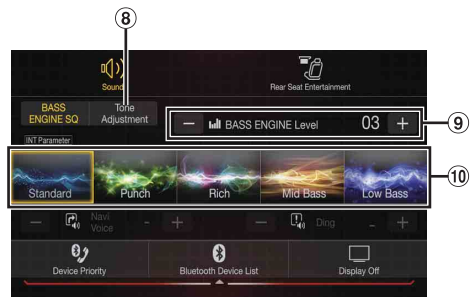 8
Sound
Rear Seat Entertainment
BASS
ENGINE SQ
Tone
Adjustment
− BASS ENGINE Level 03 +
9
INT Parameter
Standard
Punch
Rich
Mid Bass
Low Bass
10
− Navi
Voice - +
− Ding - +
Device Priority
Bluetooth Device List
Display Off